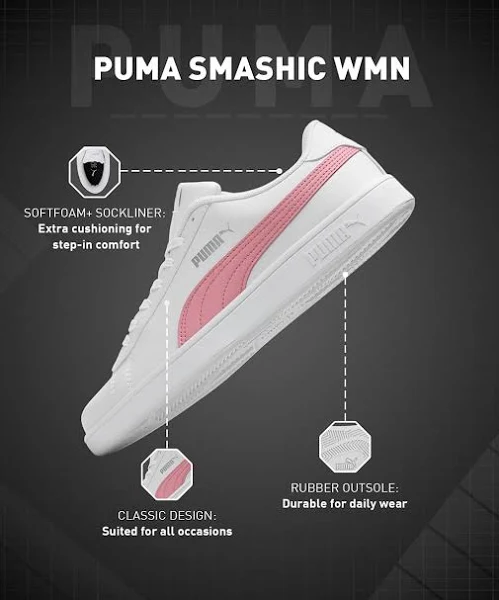 PUMA
PUMA SMASHIC WMN
SOFTFOAM+ SOCKLINER:
Extra cushioning for
step-in comfort
PUMA
PUMA
PUMA
CLASSIC DESIGN:
Suited for all occasions
RUBBER OUTSOLE:
Durable for daily wear